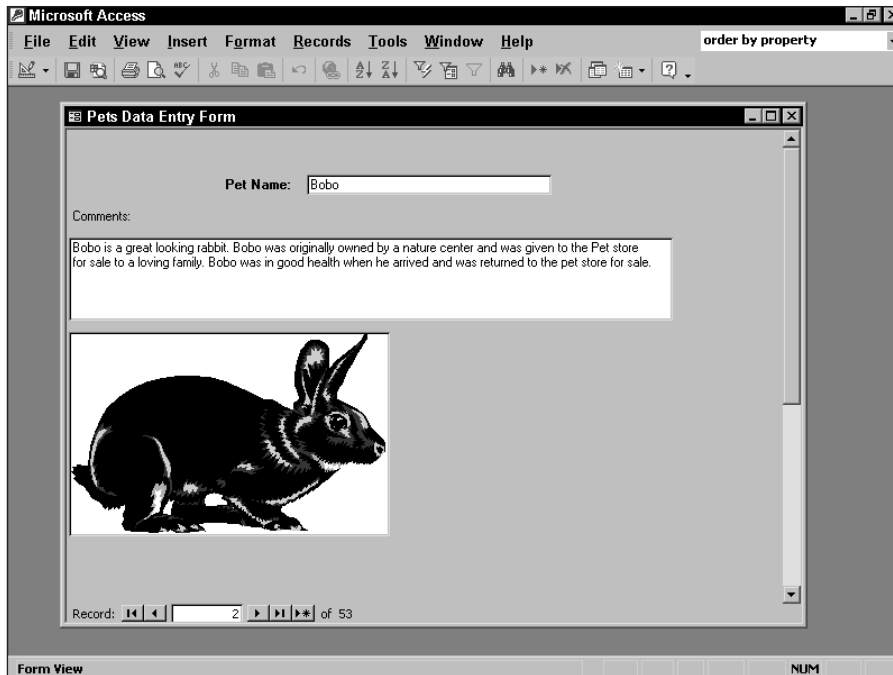 Microsoft Access
File Edit View Insert Format Records Tools Window Help order by property
Pets Data Entry Form
Pet Name: Bobo
Comments:
Bobo is a great looking rabbit. Bobo was originally owned by a nature center and was given to the Pet store
for sale to a loving family. Bobo was in good health when he arrived and was returned to the pet store for sale.
Record: 2 of 53
Form View NUM